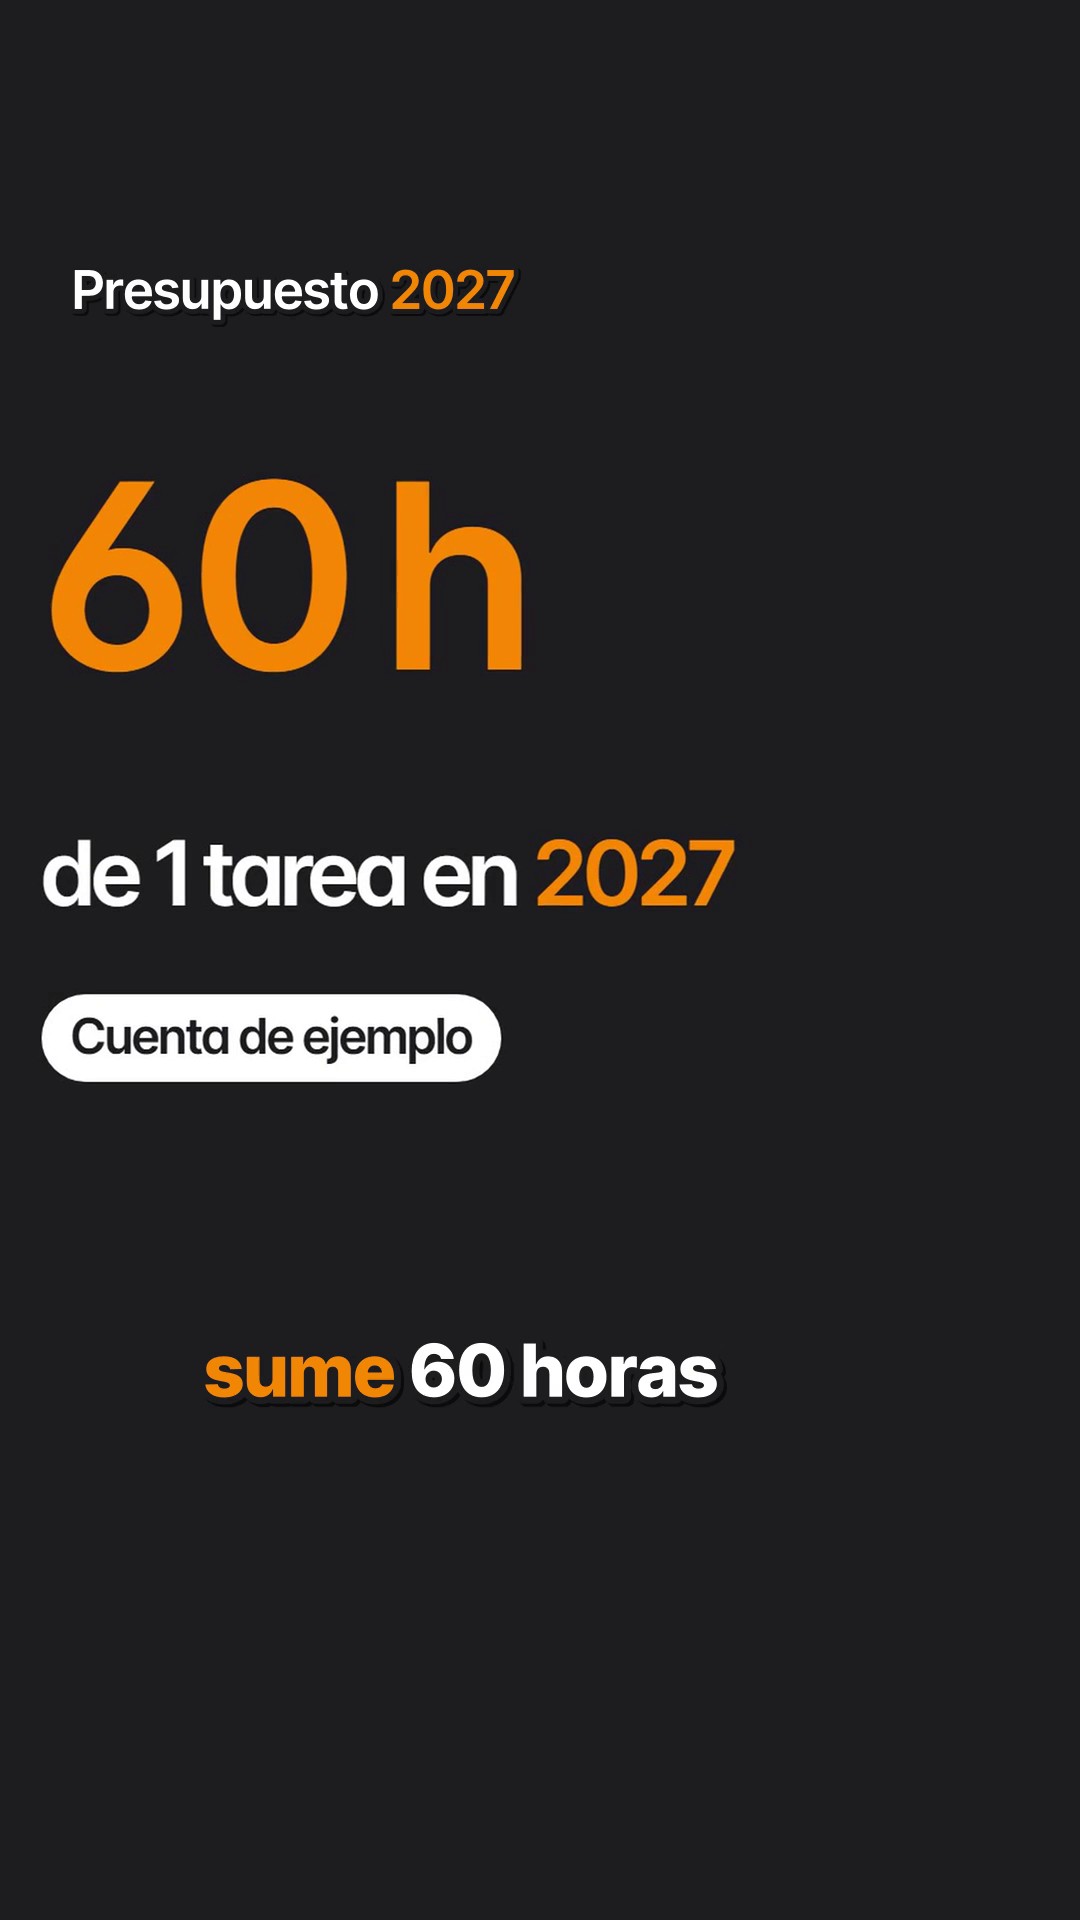 Presupuesto 2027
60 h
de 1 tarea en 2027
Cuenta de ejemplo
sume 60 horas